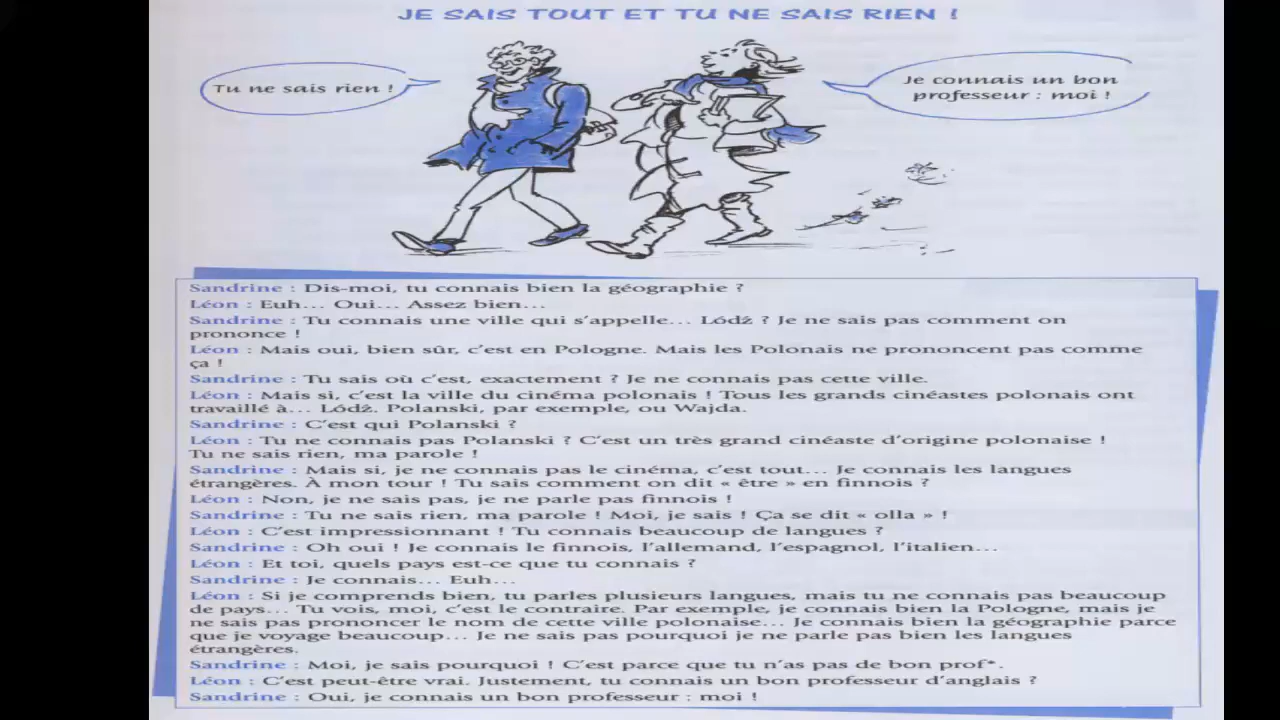 JE SAIS TOUT ET TU NE SAIS RIEN !
Tu ne sais rien !
Je connais un bon
professeur : moi !
Sandrine : Dis-moi, tu connais bien la géographie ?
Léon : Euh... Oui... Assez bien...
Sandrine : Tu connais une ville qui s'appelle... Lódź ? Je ne sais pas comment on
prononce !
Léon : Mais oui, bien sûr, c'est en Pologne. Mais les Polonais ne prononcent pas comme
ça !
Sandrine : Tu sais où c'est, exactement ? Je ne connais pas cette ville.
Léon : Mais si, c'est la ville du cinéma polonais ! Tous les grands cinéastes polonais ont
travaillé à... Lódź. Polanski, par exemple, ou Wajda.
Sandrine : C'est qui Polanski ?
Léon : Tu ne connais pas Polanski ? C'est un très grand cinéaste d'origine polonaise !
Tu ne sais rien, ma parole !
Sandrine : Mais si, je ne connais pas le cinéma, c'est tout... Je connais les langues
étrangères. À mon tour ! Tu sais comment on dit « être » en finnois ?
Léon : Non, je ne sais pas, je ne parle pas finnois !
Sandrine : Tu ne sais rien, ma parole ! Moi, je sais ! Ça se dit « olla » !
Léon : C'est impressionnant ! Tu connais beaucoup de langues ?
Sandrine : Oh oui ! Je connais le finnois, l'allemand, l'espagnol, l'italien...
Léon : Et toi, quels pays est-ce que tu connais ?
Sandrine : Je connais... Euh...
Léon : Si je comprends bien, tu parles plusieurs langues, mais tu ne connais pas beaucoup
de pays... Tu vois, moi, c'est le contraire. Par exemple, je connais bien la Pologne, mais je
ne sais pas prononcer le nom de cette ville polonaise... Je connais bien la géographie parce
que je voyage beaucoup... Je ne sais pas pourquoi je ne parle pas bien les langues
étrangères.
Sandrine : Moi, je sais pourquoi ! C'est parce que tu n'as pas de bon prof*.
Léon : C'est peut-être vrai. Justement, tu connais un bon professeur d'anglais ?
Sandrine : Oui, je connais un bon professeur : moi !